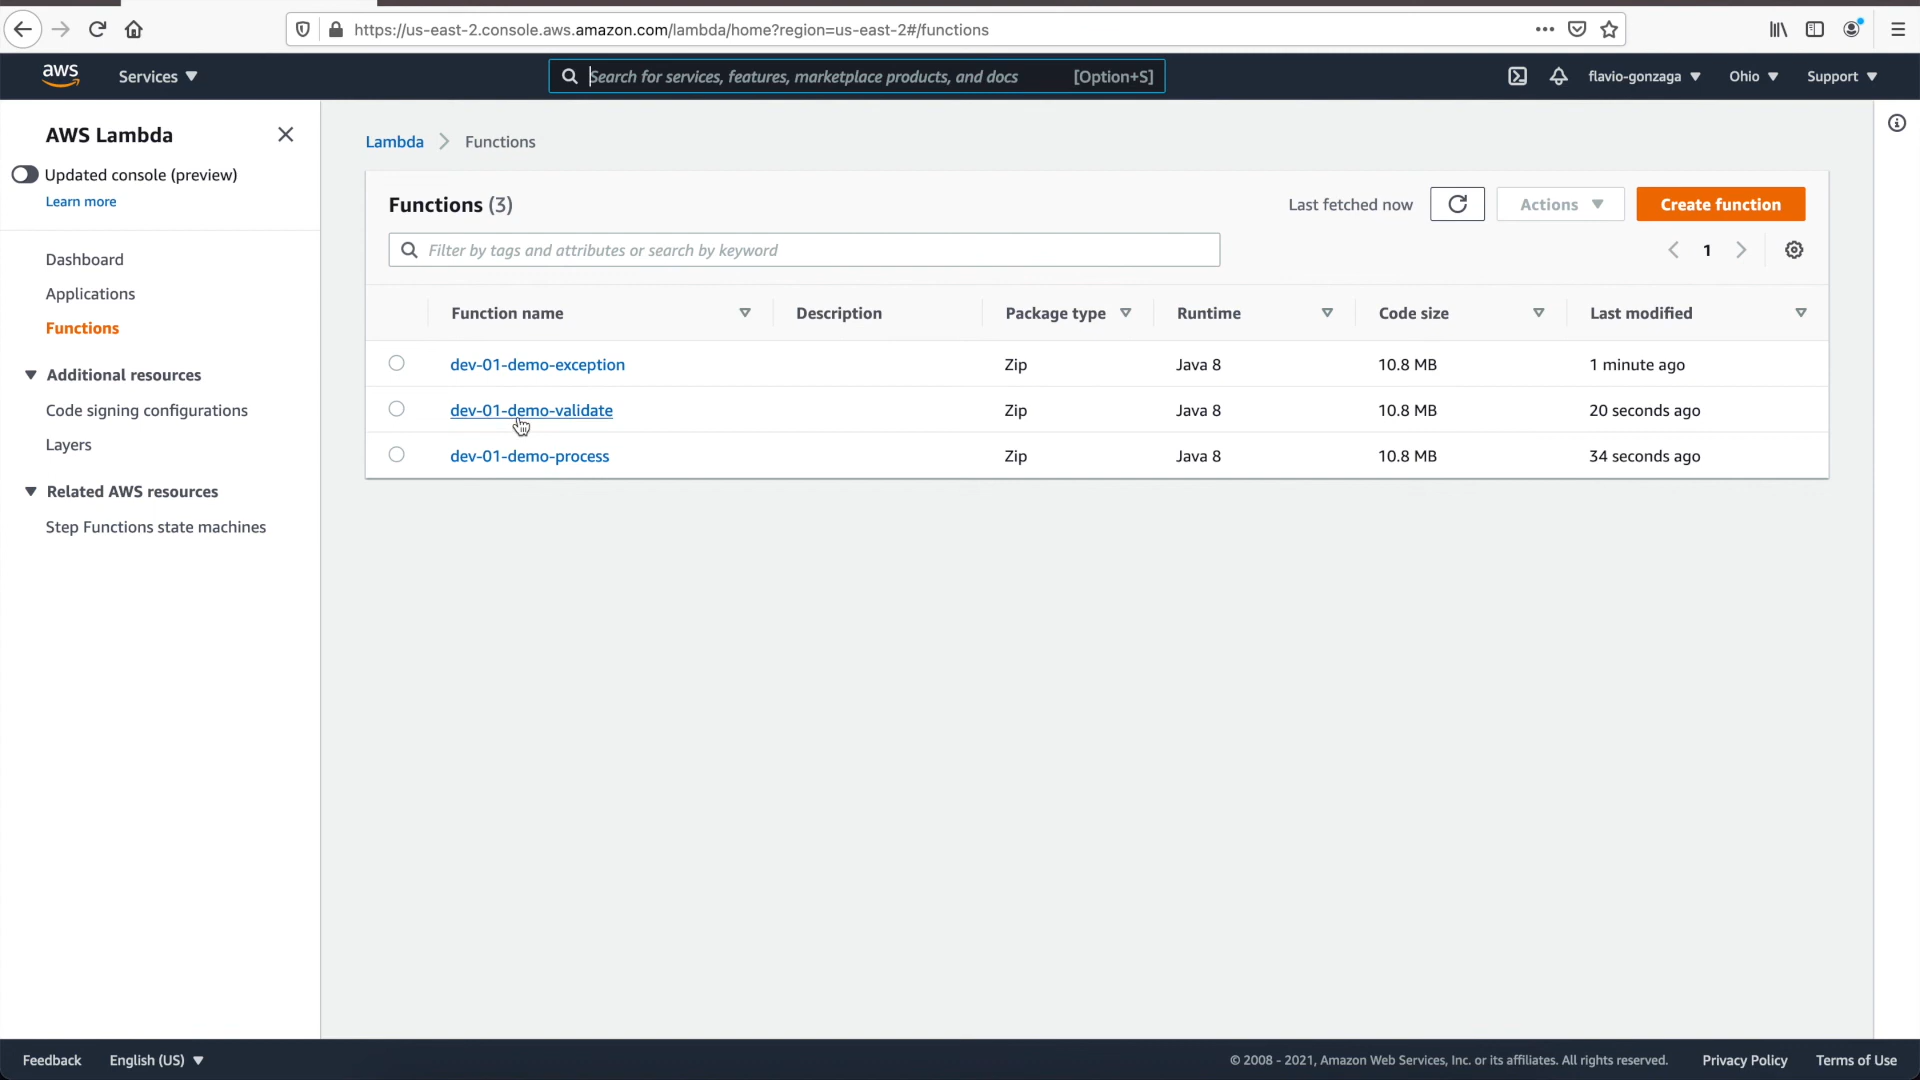 https://us-east-2.console.aws.amazon.com/lambda/home?region=us-east-2#/functions
aws
Services
Search for services, features, marketplace products, and docs [Option+S]
flavio-gonzaga
Ohio
Support
AWS Lambda
Updated console (preview)
Learn more
Dashboard
Applications
Functions
Additional resources
Code signing configurations
Layers
Related AWS resources
Step Functions state machines
Lambda Functions
Functions (3)
Last fetched now
Actions
Create function
Filter by tags and attributes or search by keyword
1
Function name Description Package type Runtime Code size Last modified
dev-01-demo-exception Zip Java 8 10.8 MB 1 minute ago
dev-01-demo-validate Zip Java 8 10.8 MB 20 seconds ago
dev-01-demo-process Zip Java 8 10.8 MB 34 seconds ago
Feedback English (US) © 2008 - 2021, Amazon Web Services, Inc. or its affiliates. All rights reserved. Privacy Policy Terms of Use